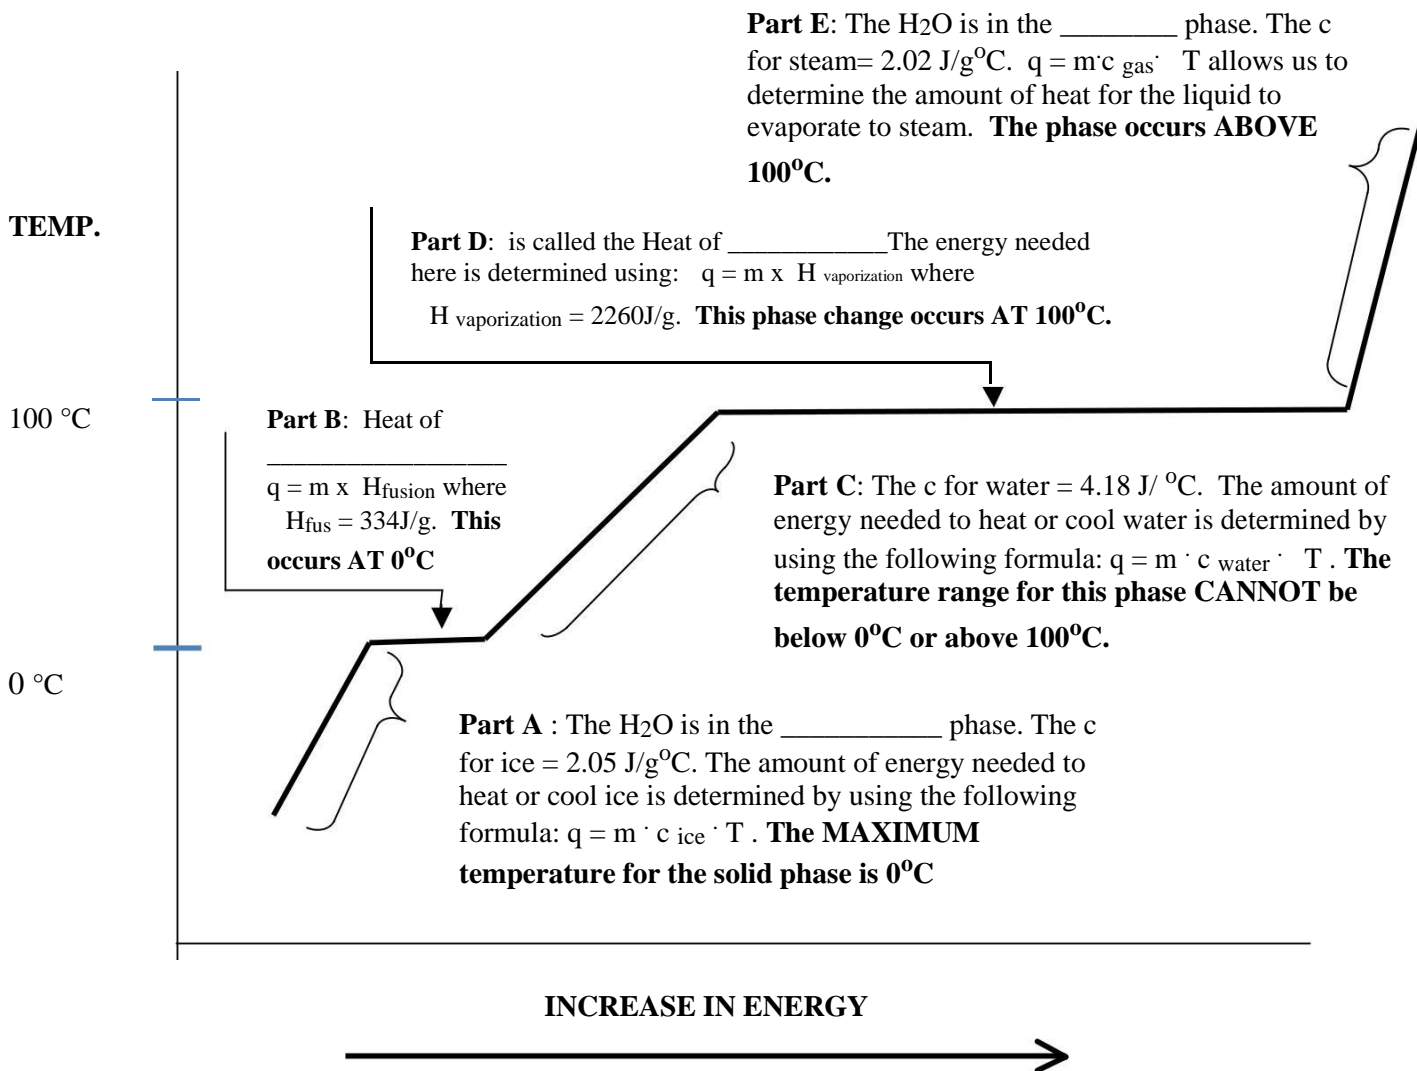 Part E: The H2O is in the ________ phase. The c
for steam= 2.02 J/g°C. q = m·c gas· T allows us to
determine the amount of heat for the liquid to
evaporate to steam. The phase occurs ABOVE
100°C.
TEMP.
Part D: is called the Heat of ____________The energy needed
here is determined using: q = m x H vaporization where
H vaporization = 2260J/g. This phase change occurs AT 100°C.
100 °C
Part B: Heat of
__________________
q = m x Hfusion where
Hfus = 334J/g. This
occurs AT 0°C
Part C: The c for water = 4.18 J/ °C. The amount of
energy needed to heat or cool water is determined by
using the following formula: q = m · c water · T . The
temperature range for this phase CANNOT be
below 0°C or above 100°C.
0 °C
Part A : The H2O is in the ____________ phase. The c
for ice = 2.05 J/g°C. The amount of energy needed to
heat or cool ice is determined by using the following
formula: q = m · c ice · T . The MAXIMUM
temperature for the solid phase is 0°C
INCREASE IN ENERGY